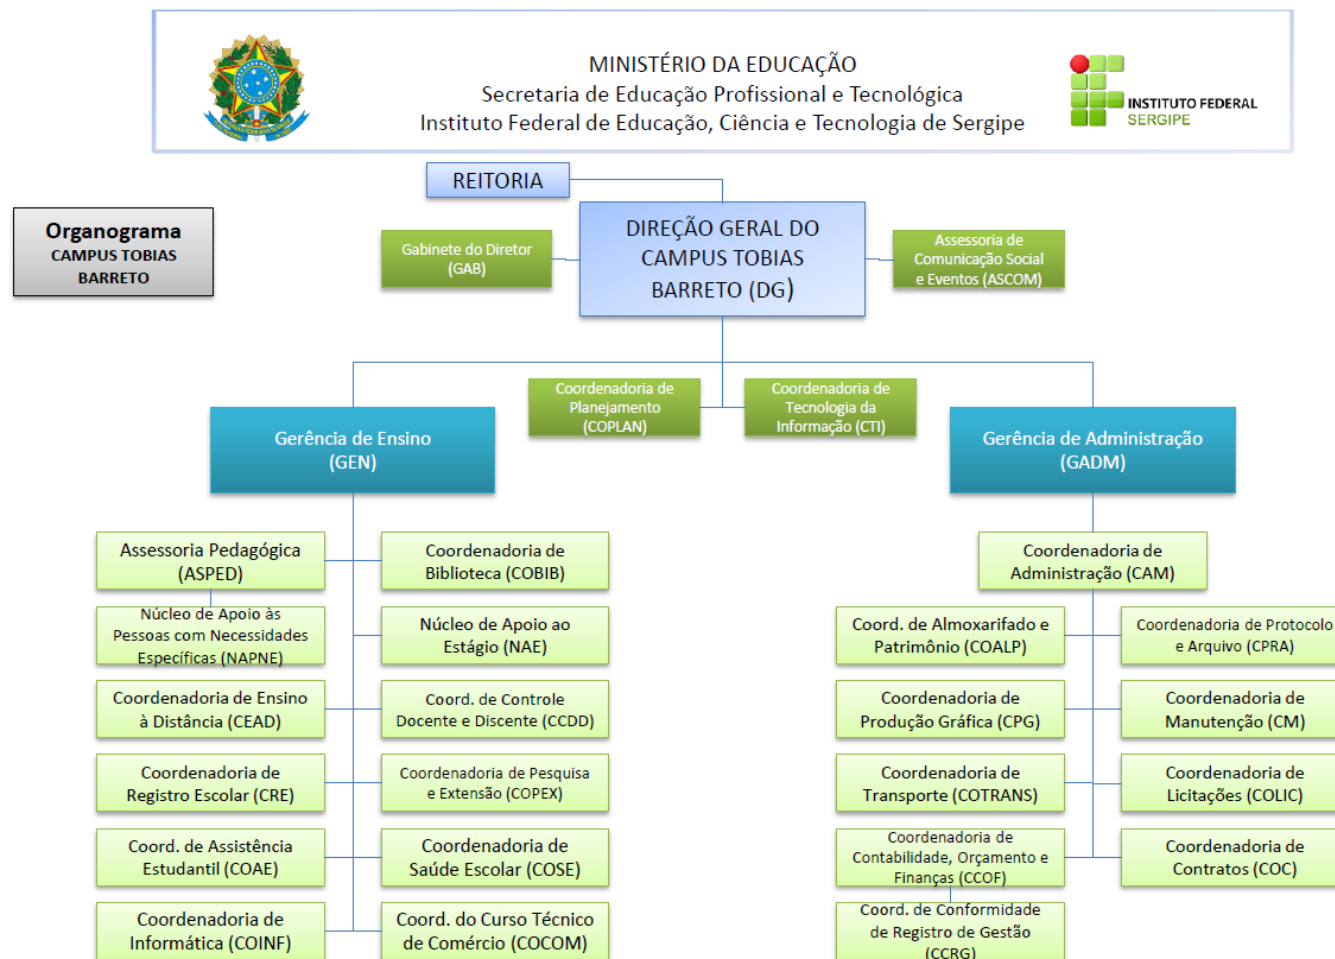 MINISTÉRIO DA EDUCAÇÃO
Secretaria de Educação Profissional e Tecnológica
Instituto Federal de Educação, Ciência e Tecnologia de Sergipe
INSTITUTO FEDERAL
SERGIPE
REITORIA
Organograma
CAMPUS TOBIAS
BARRETO
Gabinete do Diretor
(GAB)
DIREÇÃO GERAL DO
CAMPUS TOBIAS
BARRETO (DG)
Assessoria de
Comunicação Social
e Eventos (ASCOM)
Coordenadoria de
Planejamento
(COPLAN)
Coordenadoria de
Tecnologia da
Informação (CTI)
Gerência de Ensino
(GEN)
Gerência de Administração
(GADM)
Assessoria Pedagógica
(ASPED)
Coordenadoria de
Biblioteca (COBIB)
Coordenadoria de
Administração (CAM)
Núcleo de Apoio às
Pessoas com Necessidades
Específicas (NAPNE)
Núcleo de Apoio ao
Estágio (NAE)
Coord. de Almoxarifado e
Patrimônio (COALP)
Coordenadoria de Protocolo
e Arquivo (CPRA)
Coordenadoria de Ensino
à Distância (CEAD)
Coord. de Controle
Docente e Discente (CCDD)
Coordenadoria de
Produção Gráfica (CPG)
Coordenadoria de
Manutenção (CM)
Coordenadoria de
Registro Escolar (CRE)
Coordenadoria de Pesquisa
e Extensão (COPEX)
Coordenadoria de
Transporte (COTRANS)
Coordenadoria de
Licitações (COLIC)
Coord. de Assistência
Estudantil (COAE)
Coordenadoria de
Saúde Escolar (COSE)
Coordenadoria de
Contabilidade, Orçamento e
Finanças (CCOF)
Coordenadoria de
Contratos (COC)
Coordenadoria de
Informática (COINF)
Coord. do Curso Técnico
de Comércio (COCOM)
Coord. de Conformidade
de Registro de Gestão
(CCRG)